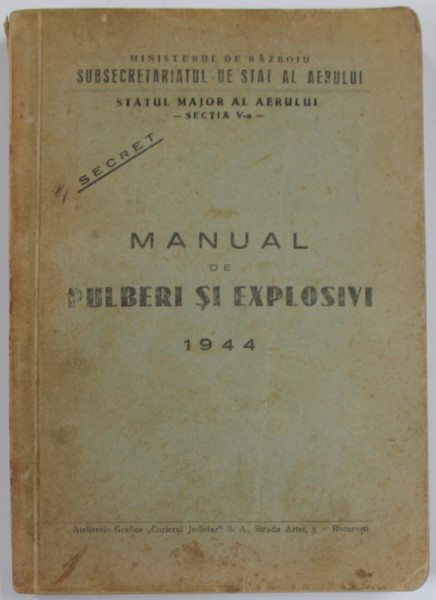 MINISTERUL DE RĂZBOIU
SUBSECRETARIATUL DE STAT AL AERULUI
STATUL MAJOR AL AERULUI
— SECȚIA V-a —
SECRET
MANUAL
DE
PULBERI ȘI EXPLOSIVI
1944
Atelierele Grafice „Curierul Judiciar" S. A., Strada Artei, 5 — București